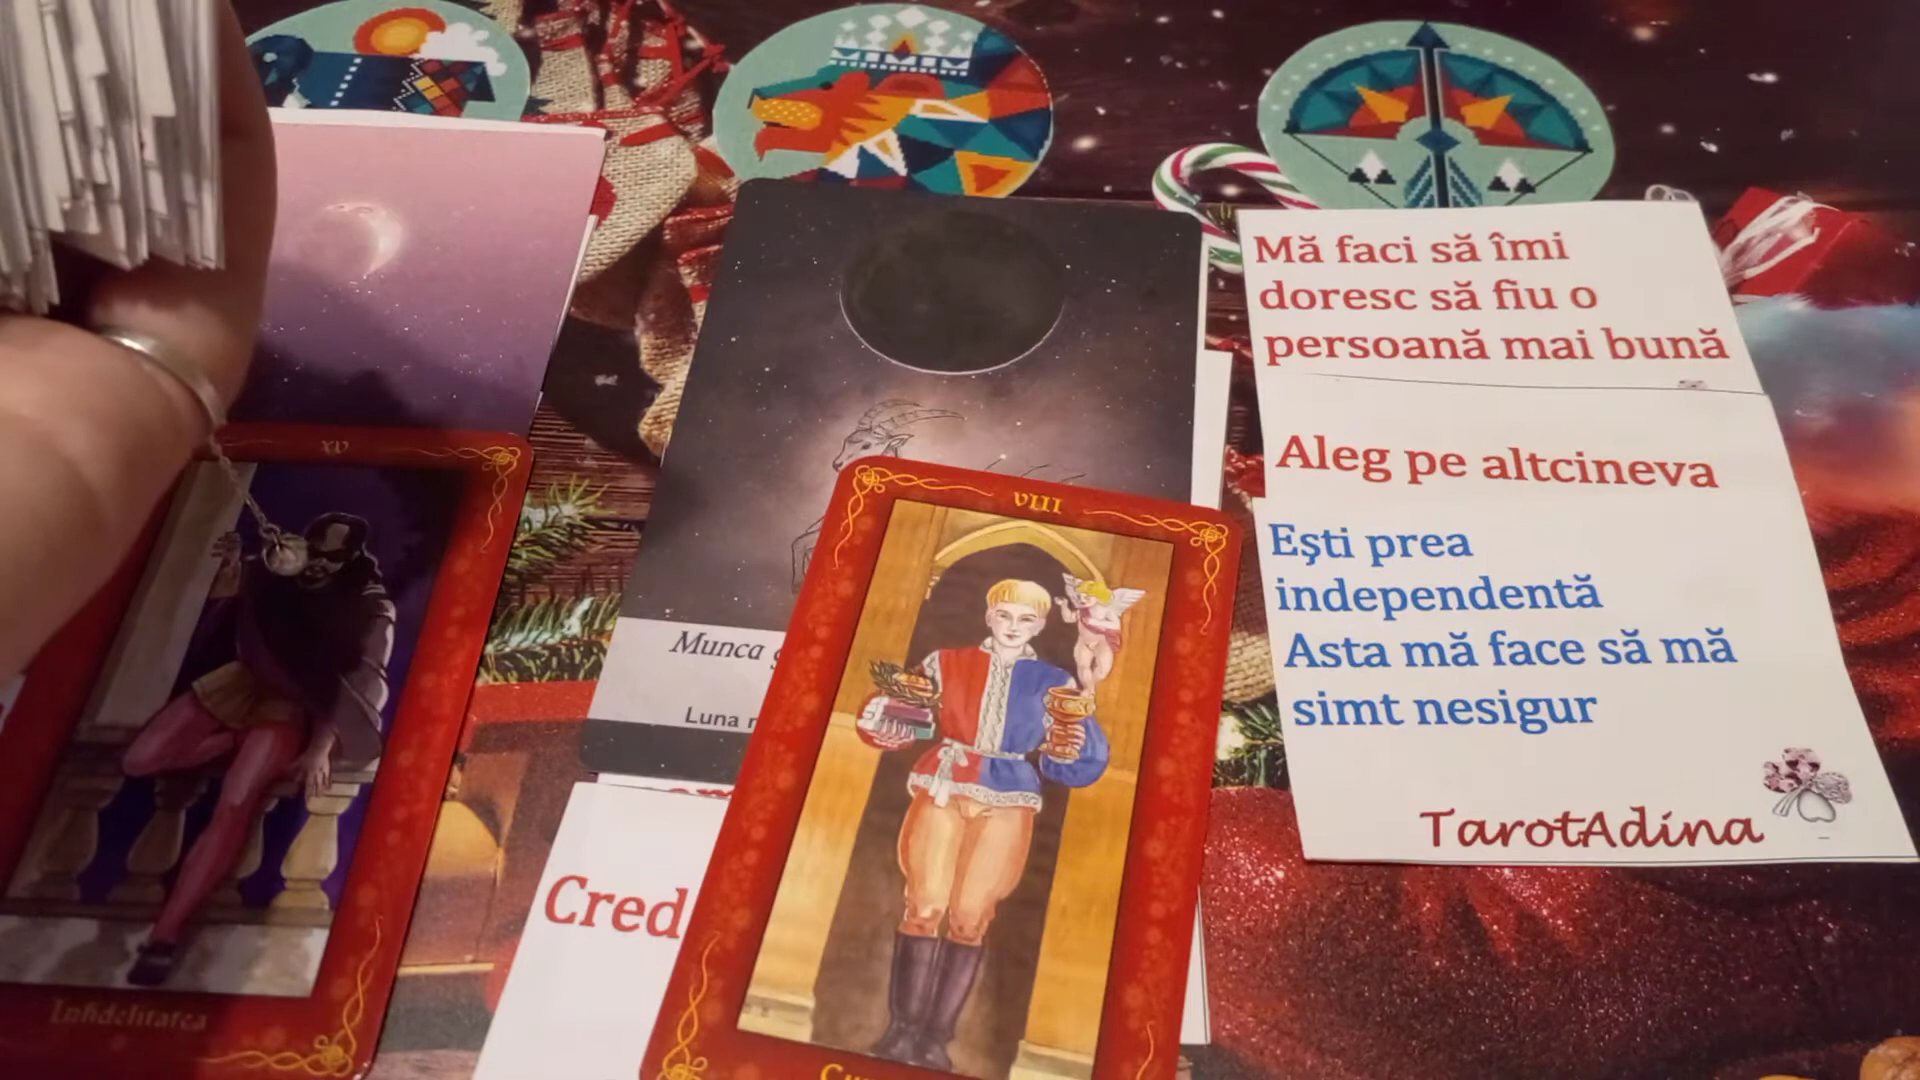 Mă faci să îmi
doresc să fiu o
persoană mai bună
Aleg pe altcineva
Eşti prea
independentă
Asta mă face să mă
simt nesigur
TarotAdina
XV
Infidelitatea
Munca
Luna
VIII
Cred